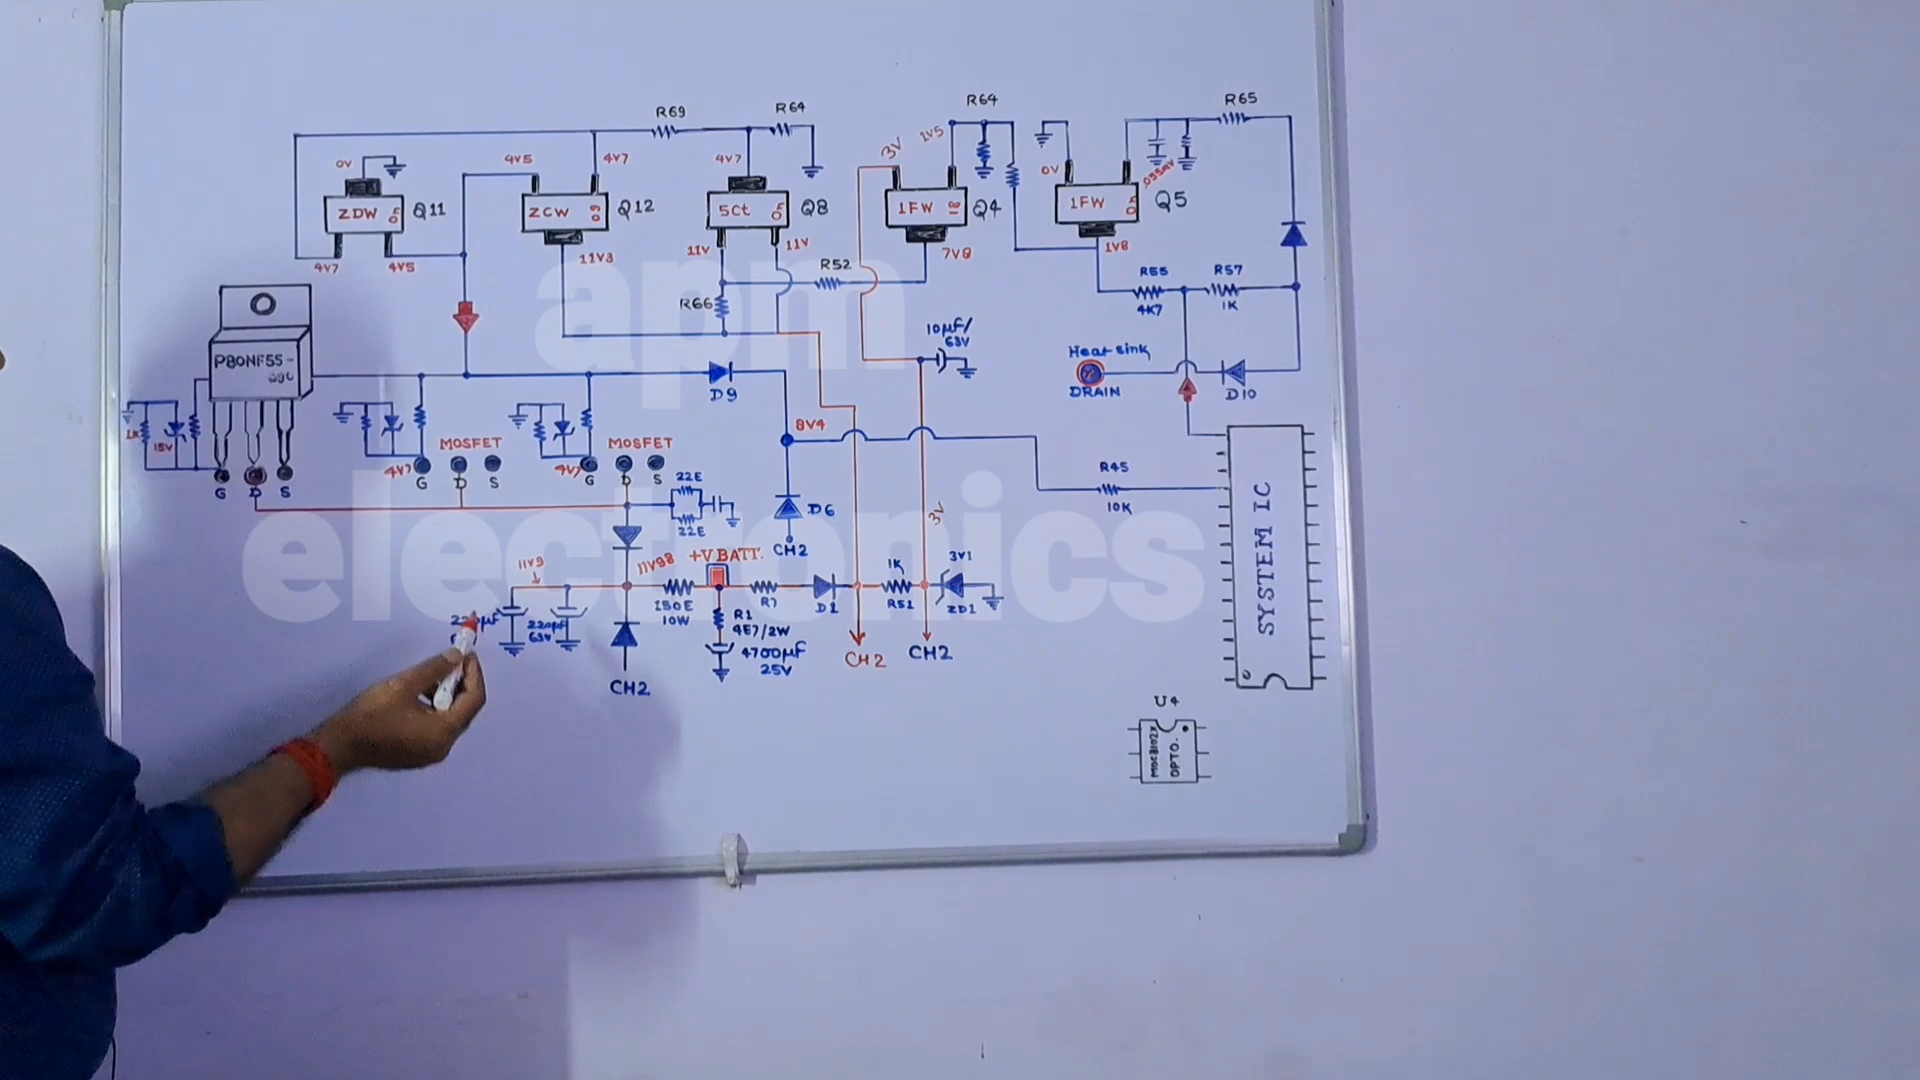 R69
R64
R64
R65
0V
4V5
4V7
4V7
3V
1V5
0V
.055mV
ZDW
Q11
ZCW
Q12
5Ct
Q8
1FW
Q4
1FW
Q5
4V7
4V5
11V3
11V
11V
7V8
1V8
R52
R66
R55
4K7
R57
1K
10µF/
63V
Heat sink
DRAIN
D10
P80NF55-
D9
8V4
1K
15V
MOSFET
MOSFET
4V7
4V7
G
D
S
G
D
S
G
D
S
22E
22E
D6
CH2
R45
10K
3V
SYSTEM IC
11V9
11V98
+V BATT.
1K
R51
3V1
ZD1
220µF
63V
150E
10W
R7
D1
R1
4E7/2W
4700µF
25V
CH2
CH2
CH2
U4
OPTO.
apm
electronics